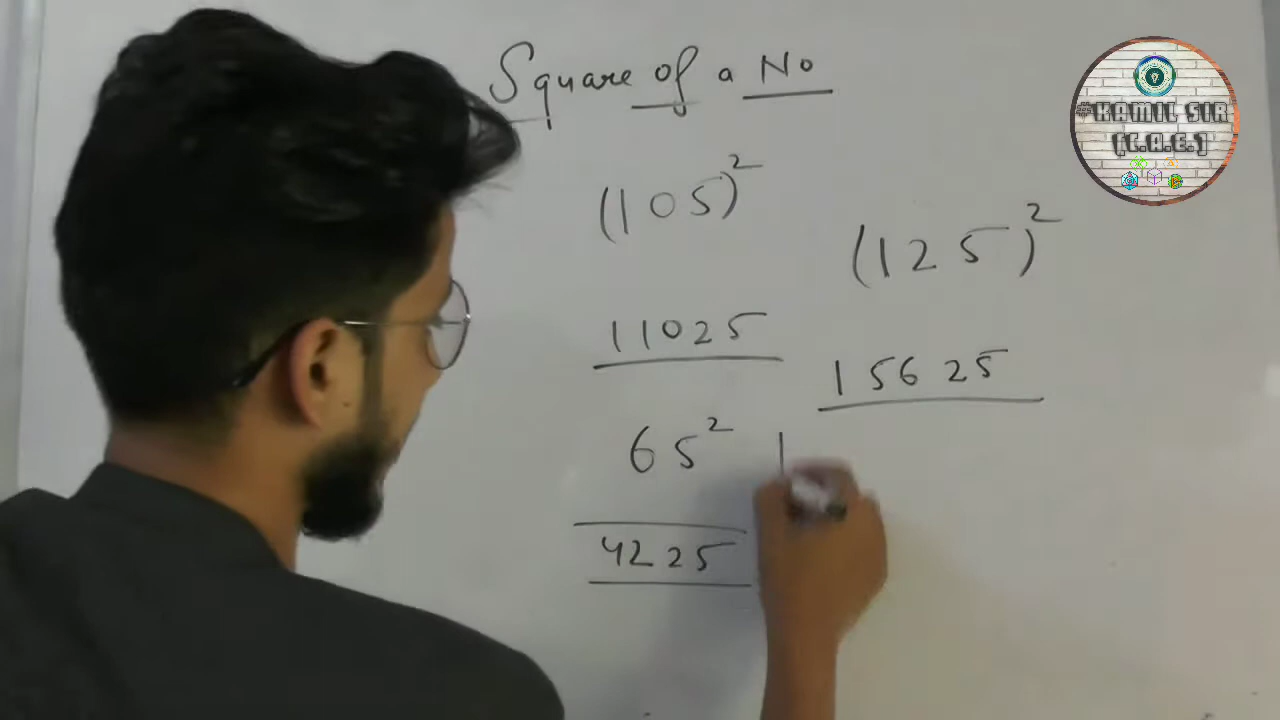 Square of a No
#KAMIL SIR
[C.A.E.]
(105)²
(125)²
11025
15625
65²
4225